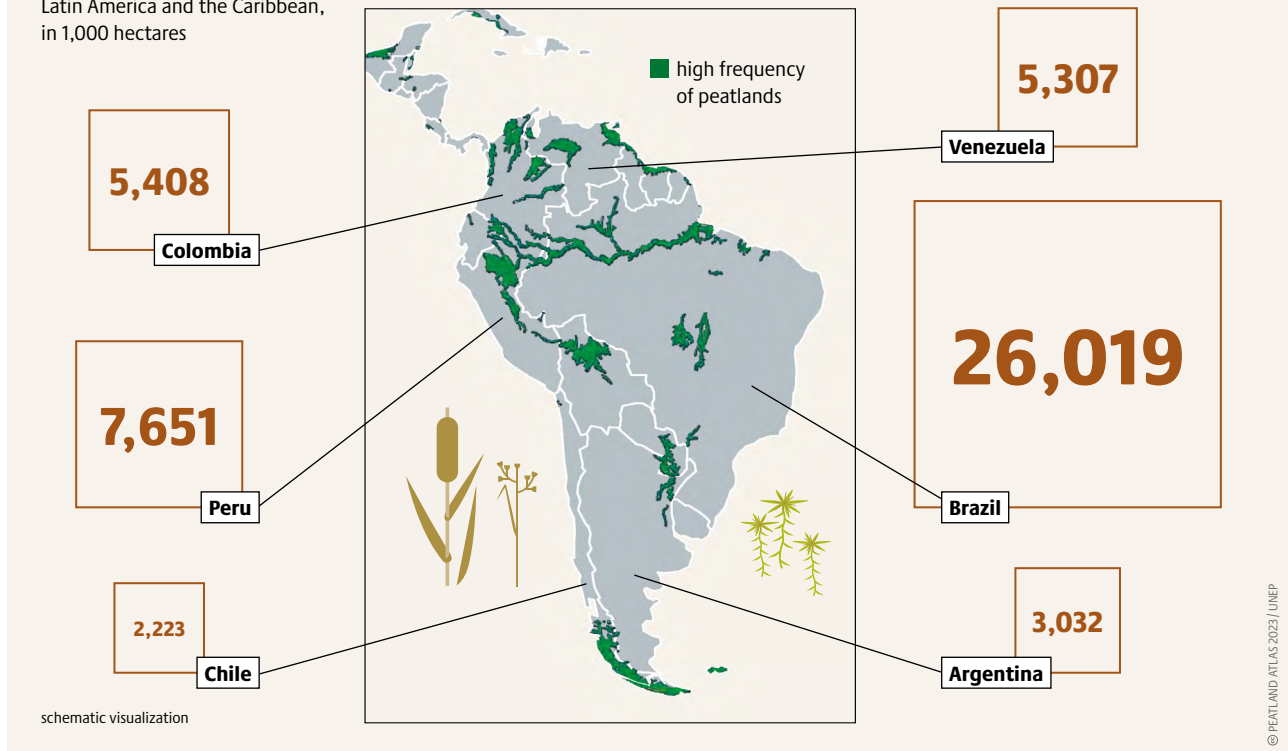 Latin America and the Caribbean,
in 1,000 hectares
high frequency
of peatlands
5,307
Venezuela
5,408
Colombia
26,019
Brazil
7,651
Peru
2,223
Chile
3,032
Argentina
schematic visualization
© PEATLAND ATLAS 2023 / UNEP